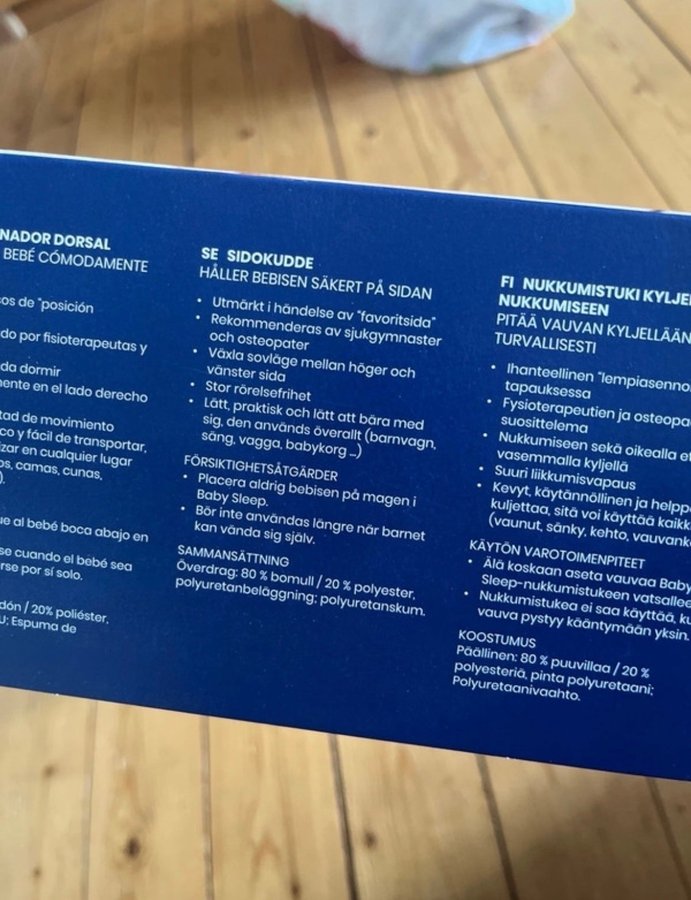 NADOR DORSAL
BEBÉ CÓMODAMENTE
os de "posición
do por fisioterapeutas y
da dormir
mente en el lado derecho
tad de movimiento
co y fácil de transportar,
izar en cualquier lugar
os, camas, cunas,
).
ue al bebé boca abajo en
se cuando el bebé sea
erse por sí solo.
dón / 20% poliéster,
U; Espuma de
SE SIDOKUDDE
HÅLLER BEBISEN SÄKERT PÅ SIDAN
• Utmärkt i händelse av "favoritsida"
• Rekommenderas av sjukgymnaster
och osteopater
• Växla sovläge mellan höger och
vänster sida
• Stor rörelsefrihet
• Lätt, praktisk och lätt att bära med
sig, den används överallt (barnvagn,
säng, vagga, babykorg ...)
FÖRSIKTIGHETSÅTGÄRDER
• Placera aldrig bebisen på magen i
Baby Sleep.
• Bör inte användas längre när barnet
kan vända sig själv.
SAMMANSÄTTNING
Överdrag: 80 % bomull / 20 % polyester,
polyuretanbeläggning; polyuretanskum.
FI NUKKUMISTUKI KYLJE
NUKKUMISEEN
PITÄÄ VAUVAN KYLJELLÄÄN
TURVALLISESTI
• Ihanteellinen "lempiasenno
tapauksessa
• Fysioterapeutien ja osteopa
suosittelema
• Nukkumiseen sekä oikealla et
vasemmalla kyljellä
• Suuri liikkumisvapaus
• Kevyt, käytännöllinen ja helppo
kuljettaa, sitä voi käyttää kaikk
(vaunut, sänky, kehto, vauvank
KÄYTÖN VAROTOIMENPITEET
• Älä koskaan aseta vauvaa Baby
Sleep-nukkumistukeen vatsallee
• Nukkumistukea ei saa käyttää, ku
vauva pystyy kääntymään yksin.
KOOSTUMUS
Päällinen: 80 % puuvillaa / 20 %
polyesteriä, pinta polyuretaani;
Polyuretaanivaahto.